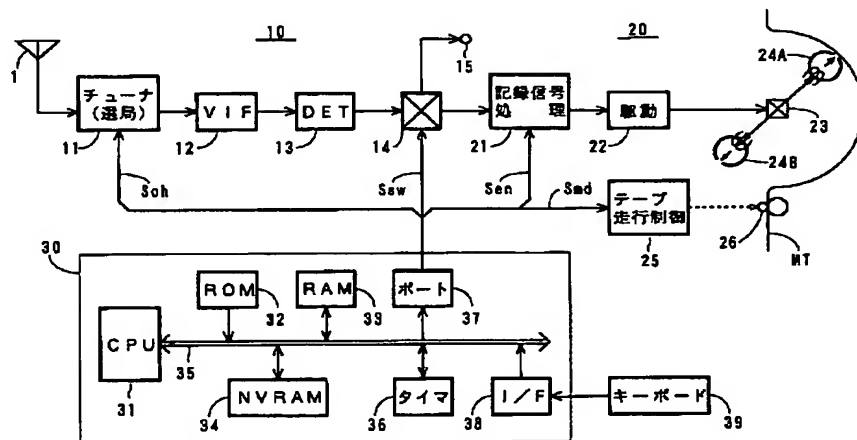 10
20
24A
1
15
チューナ
(選局)
VIF
DET
記録信号
処理
駆動
11
12
13
14
21
22
23
24B
Sch
Ssw
Sen
Smd
テープ
走行制御
25
26
MT
30
ROM
RAM
ポート
32
33
37
CPU
35
31
NVRAM
タイマ
I/F
キーボード
34
36
38
39